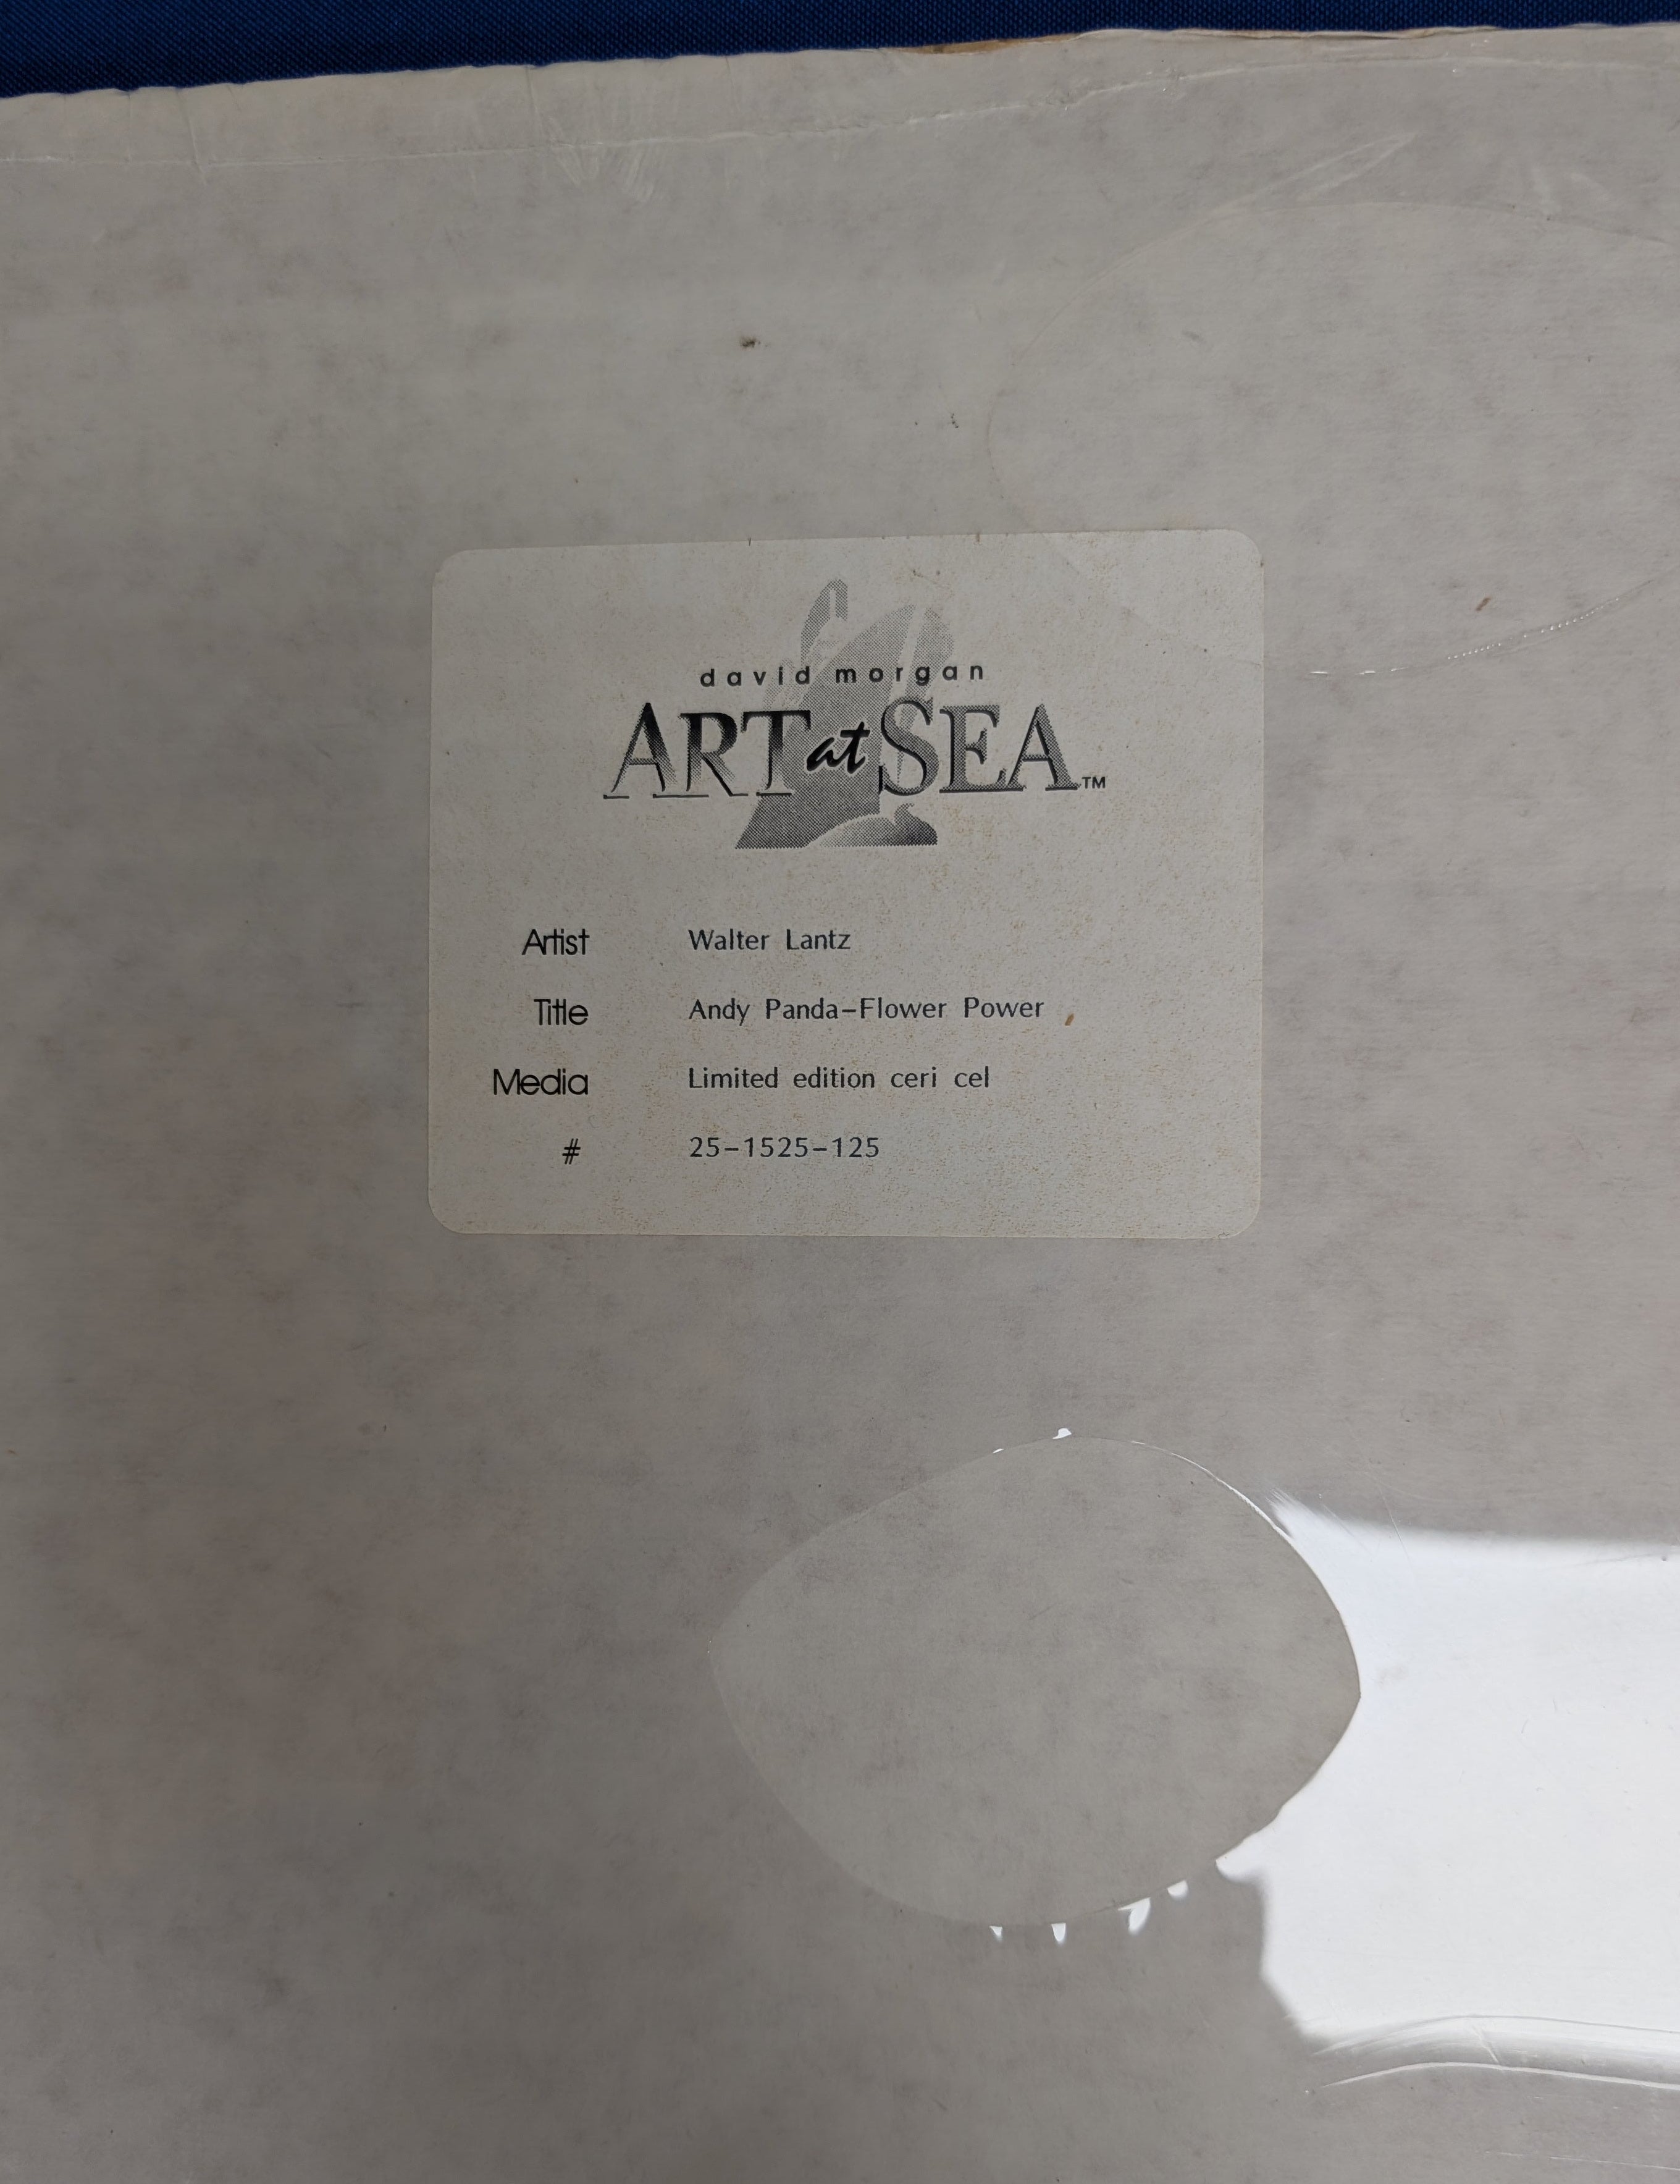 david morgan
ART at SEA™
Artist Walter Lantz
Title Andy Panda-Flower Power
Media Limited edition ceri cel
# 25-1525-125